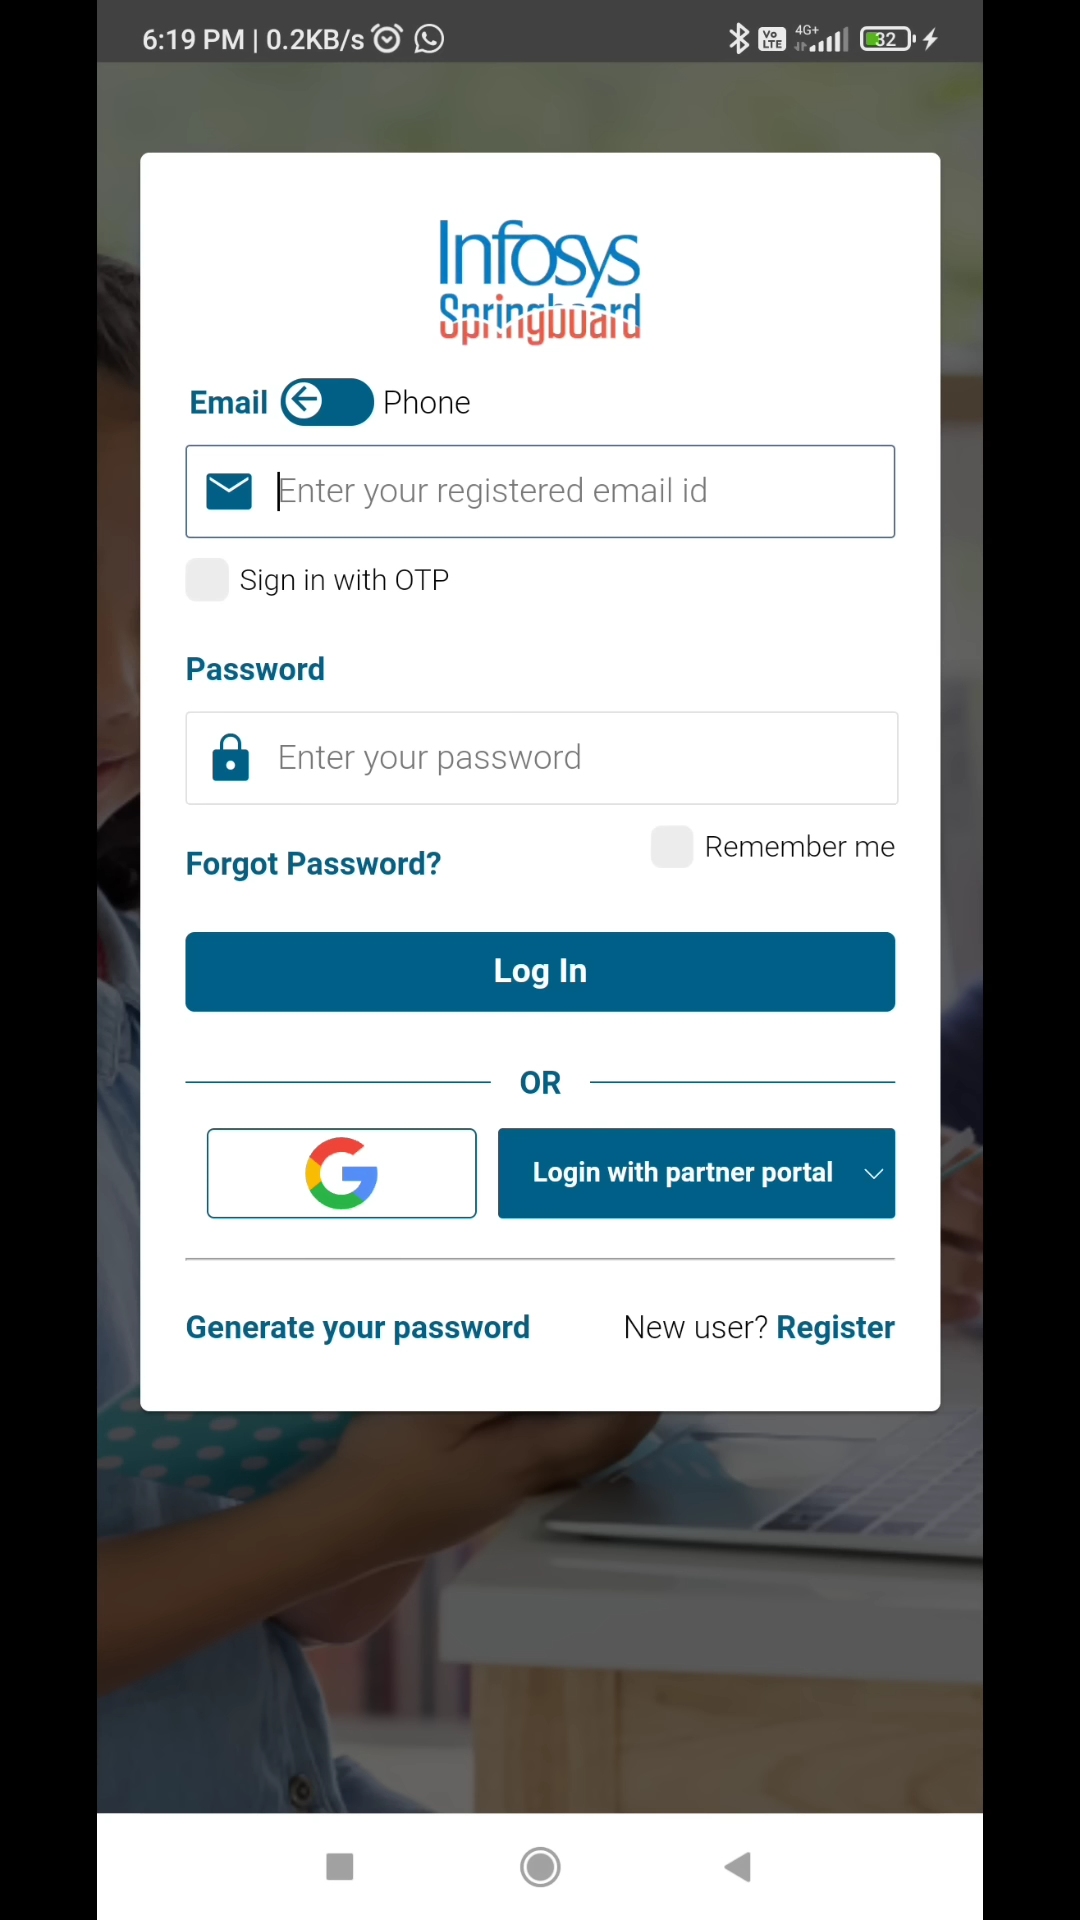 6:19 PM | 0.2KB/s
Vo LTE 4G+ 32
Infosys
Springboard
Email Phone
Enter your registered email id
Sign in with OTP
Password
Enter your password
Forgot Password? Remember me
Log In
OR
Login with partner portal
Generate your password New user? Register